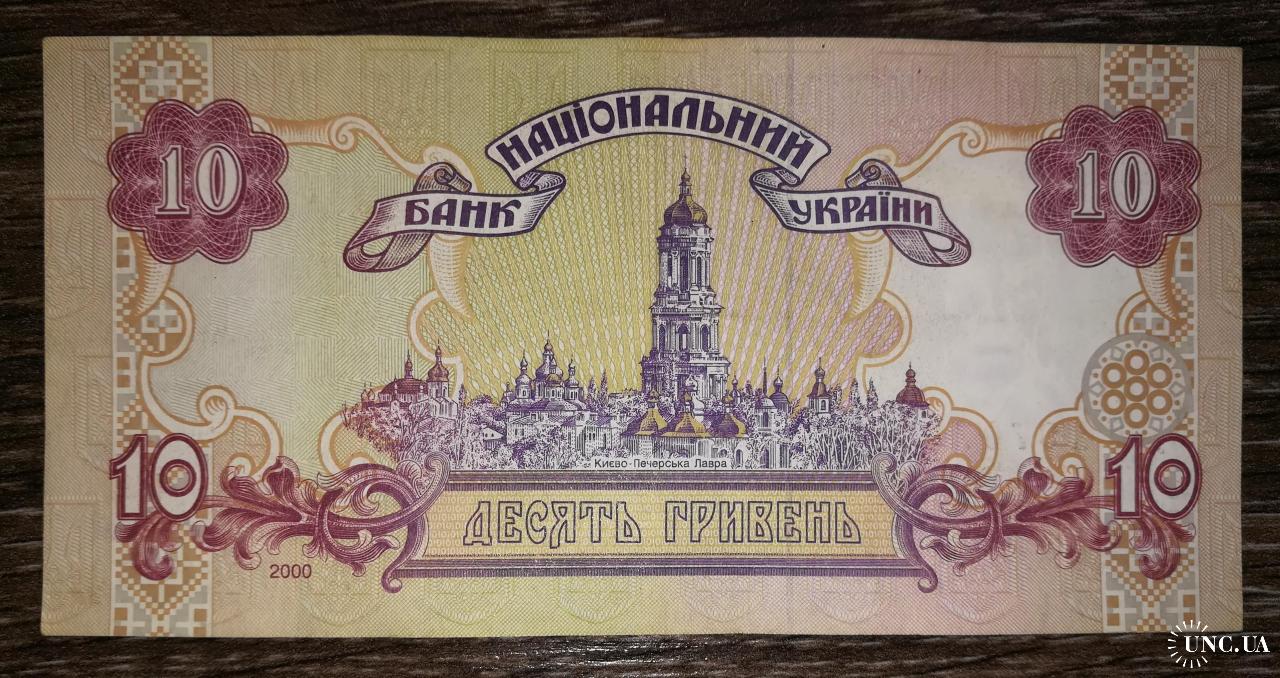 НАЦІОНАЛЬНИЙ
БАНК УКРАЇНИ
10 10
Києво-Печерська Лавра
10 10
ДЕСЯТЬ ГРИВЕНЬ
2000
UNC.UA